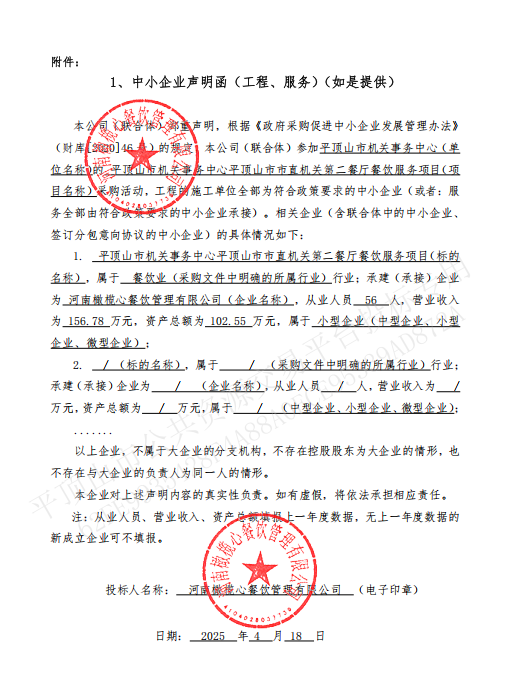 附件：
1、中小企业声明函（工程、服务）（如是提供）
本公司（联合体）郑重声明，根据《政府采购促进中小企业发展管理办法》
（财库[2020]46 号）的规定，本公司（联合体）参加平顶山市机关事务中心（单
位名称）的 平顶山市机关事务中心平顶山市市直机关第二餐厅餐饮服务项目（项
目名称）采购活动，工程的施工单位全部为符合政策要求的中小企业（或者：服
务全部由符合政策要求的中小企业承接）。相关企业（含联合体中的中小企业、
签订分包意向协议的中小企业）的具体情况如下：
1. 平顶山市机关事务中心平顶山市市直机关第二餐厅餐饮服务项目（标的
名称），属于 餐饮业（采购文件中明确的所属行业）行业；承建（承接）企业
为 河南橄榄心餐饮管理有限公司（企业名称），从业人员 56 人，营业收入
为 156.78 万元，资产总额为 102.55 万元，属于 小型企业（中型企业、小型
企业、微型企业）；
2. / （标的名称），属于 / （采购文件中明确的所属行业）行业；
承建（承接）企业为 / （企业名称），从业人员 / 人，营业收入为 /
万元，资产总额为 / 万元，属于 / （中型企业、小型企业、微型企业）；
.......
以上企业，不属于大企业的分支机构，不存在控股股东为大企业的情形，也
不存在与大企业的负责人为同一人的情形。
本企业对上述声明内容的真实性负责。如有虚假，将依法承担相应责任。
注：从业人员、营业收入、资产总额填报上一年度数据，无上一年度数据的
新成立企业可不填报。
河南橄榄心餐饮管理有限公司
4104028037139
投标人名称： 河南橄榄心餐饮管理有限公司 （电子印章）
日期： 2025 年 4 月 18 日